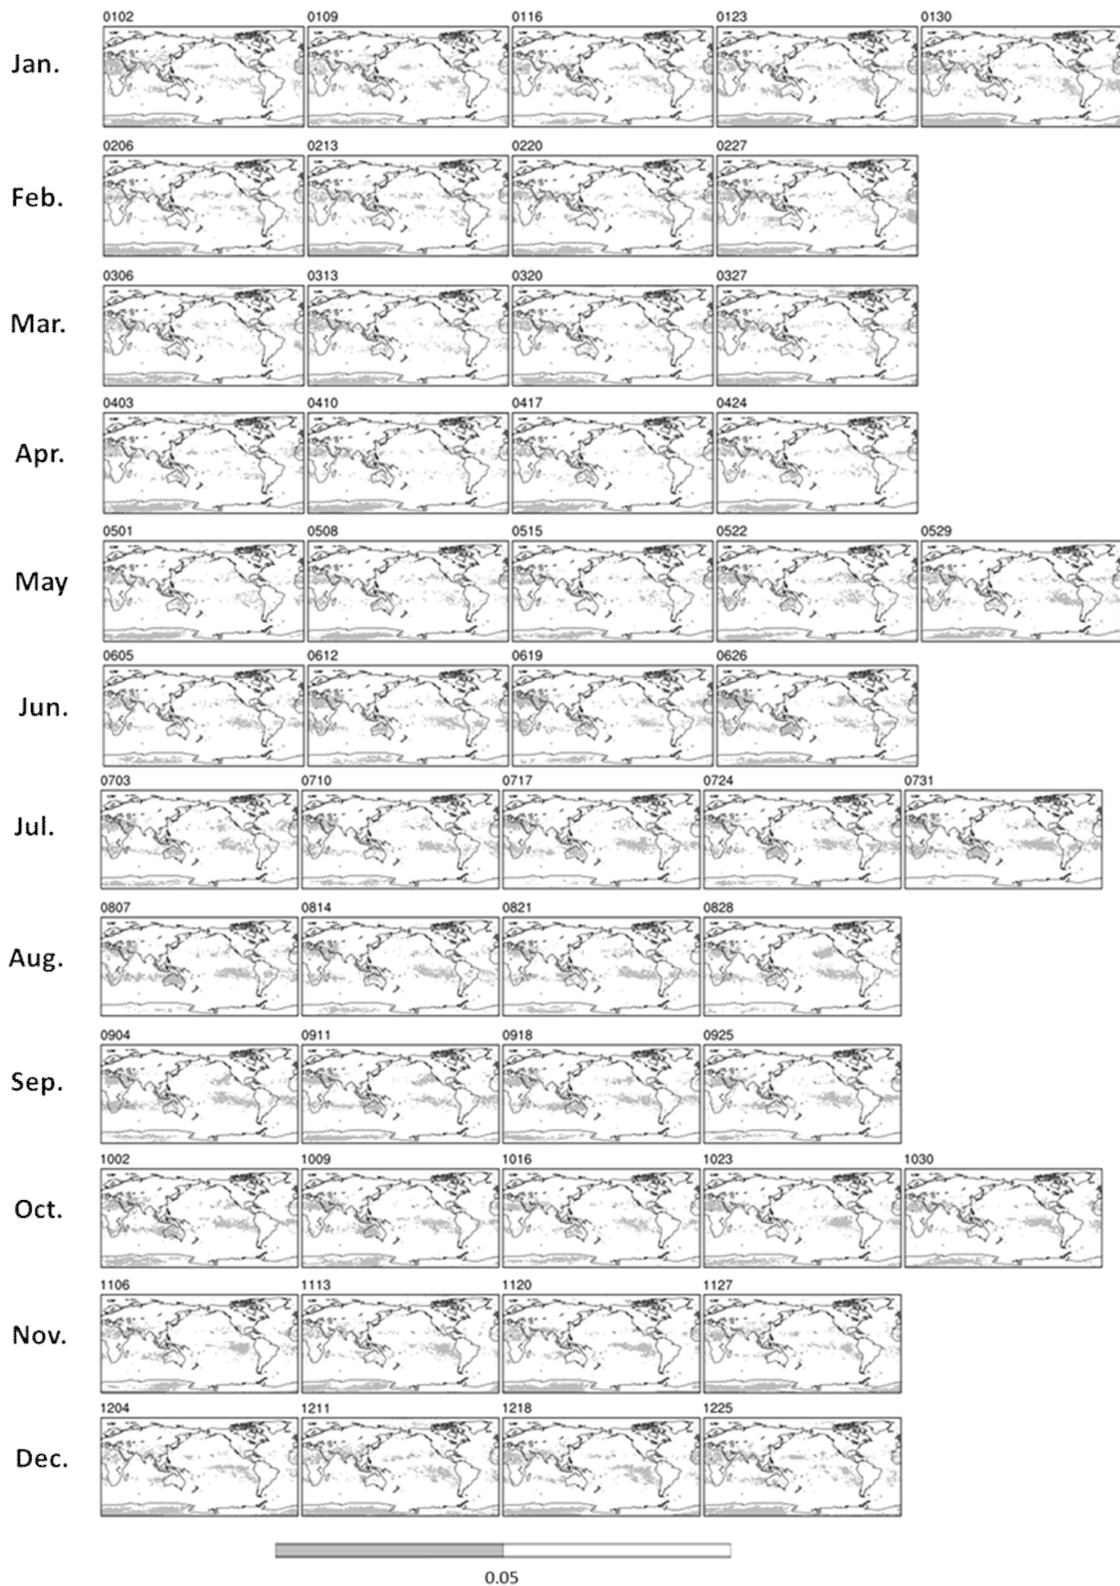 0102 0109 0116 0123 0130
Jan.
0206 0213 0220 0227
Feb.
0306 0313 0320 0327
Mar.
0403 0410 0417 0424
Apr.
0501 0508 0515 0522 0529
May
0605 0612 0619 0626
Jun.
0703 0710 0717 0724 0731
Jul.
0807 0814 0821 0828
Aug.
0904 0911 0918 0925
Sep.
1002 1009 1016 1023 1030
Oct.
1106 1113 1120 1127
Nov.
1204 1211 1218 1225
Dec.
0.05